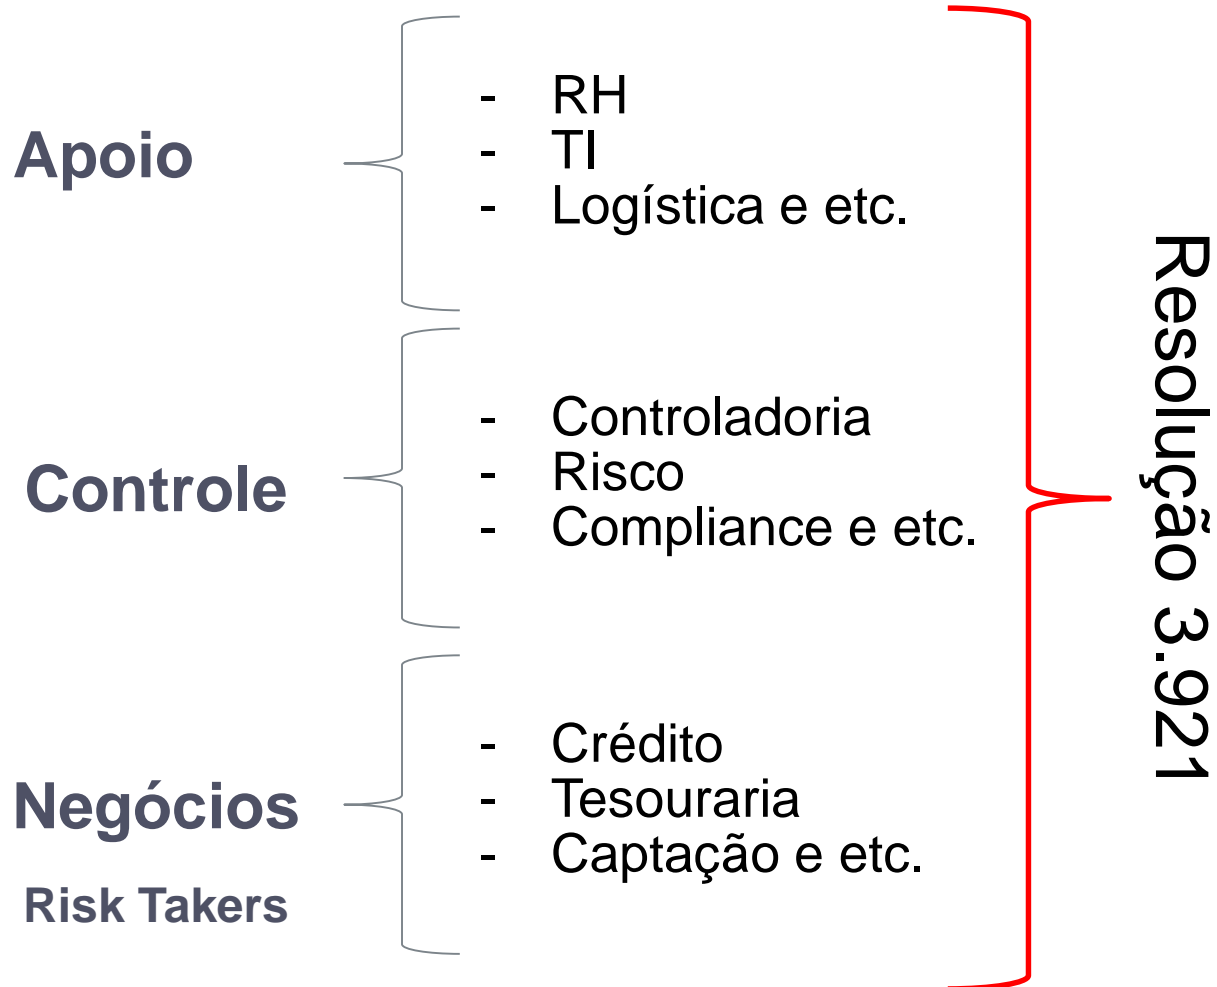 Apoio
- RH
- TI
- Logística e etc.
Controle
- Controladoria
- Risco
- Compliance e etc.
Negócios
Risk Takers
- Crédito
- Tesouraria
- Captação e etc.
Resolução 3.921